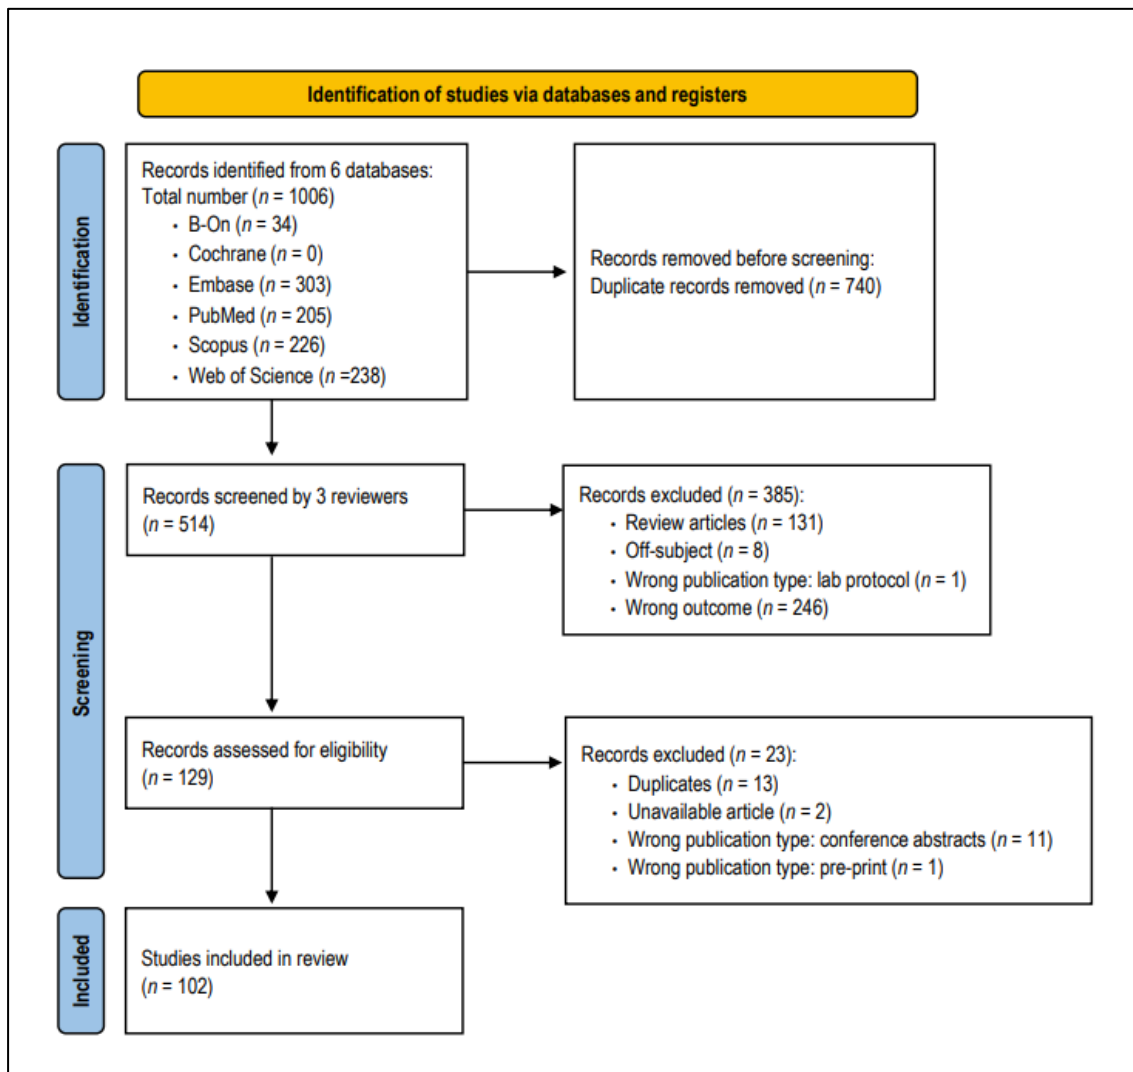 Identification of studies via databases and registers
Identification
Records identified from 6 databases:
Total number (n = 1006)
• B-On (n = 34)
• Cochrane (n = 0)
• Embase (n = 303)
• PubMed (n = 205)
• Scopus (n = 226)
• Web of Science (n =238)
Records removed before screening:
Duplicate records removed (n = 740)
Screening
Records screened by 3 reviewers
(n = 514)
Records excluded (n = 385):
• Review articles (n = 131)
• Off-subject (n = 8)
• Wrong publication type: lab protocol (n = 1)
• Wrong outcome (n = 246)
Records assessed for eligibility
(n = 129)
Records excluded (n = 23):
• Duplicates (n = 13)
• Unavailable article (n = 2)
• Wrong publication type: conference abstracts (n = 11)
• Wrong publication type: pre-print (n = 1)
Included
Studies included in review
(n = 102)